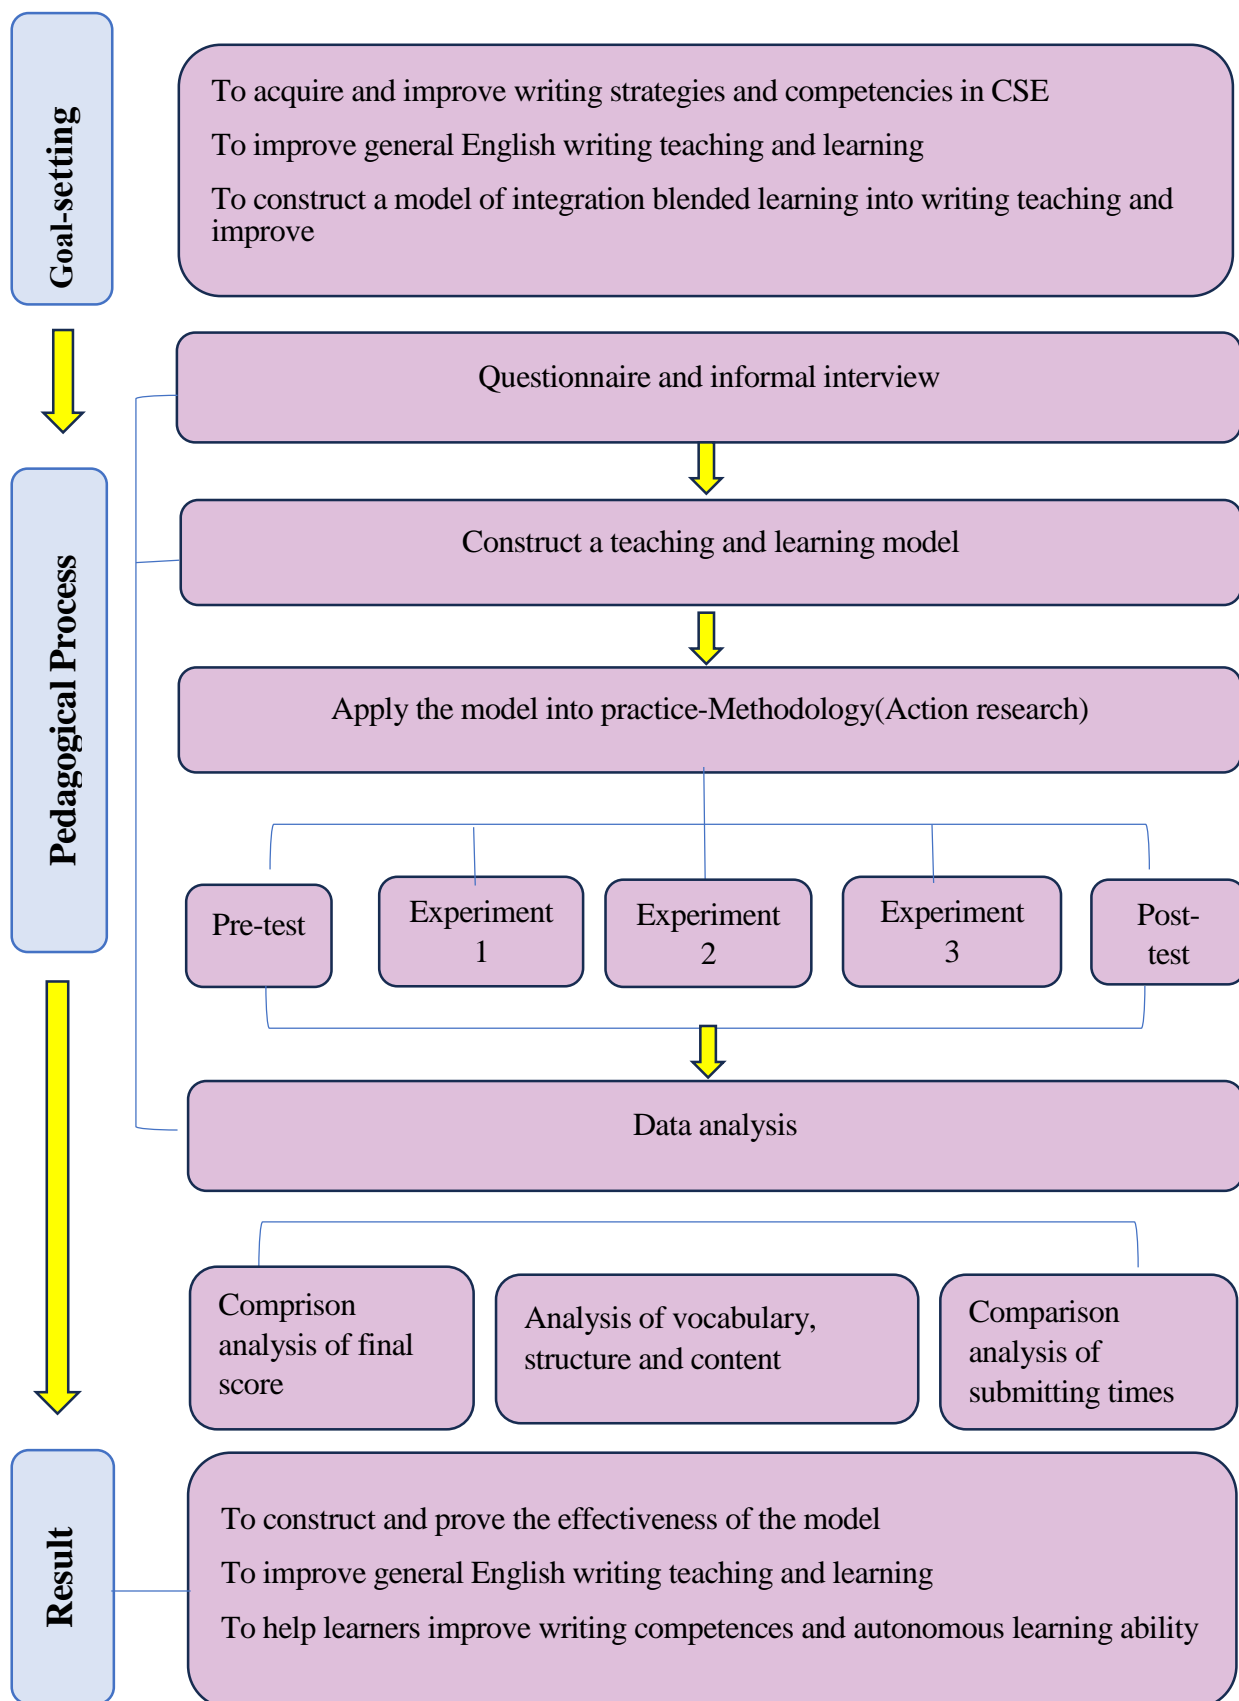 Goal-setting
To acquire and improve writing strategies and competencies in CSE
To improve general English writing teaching and learning
To construct a model of integration blended learning into writing teaching and
improve
Pedagogical Process
Questionnaire and informal interview
Construct a teaching and learning model
Apply the model into practice-Methodology(Action research)
Pre-test
Experiment
1
Experiment
2
Experiment
3
Post-
test
Data analysis
Comprison
analysis of final
score
Analysis of vocabulary,
structure and content
Comparison
analysis of
submitting times
Result
To construct and prove the effectiveness of the model
To improve general English writing teaching and learning
To help learners improve writing competences and autonomous learning ability